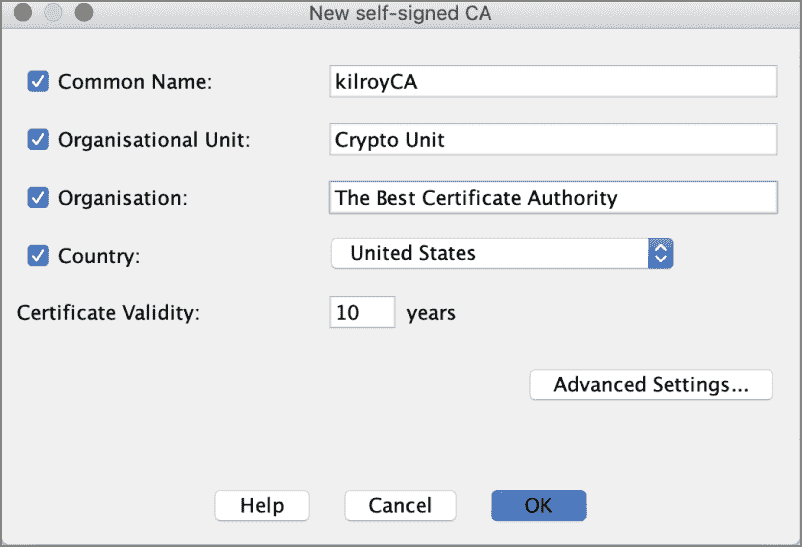 New self-signed CA
Common Name: kilroyCA
Organisational Unit: Crypto Unit
Organisation: The Best Certificate Authority
Country: United States
Certificate Validity: 10 years
Advanced Settings...
Help Cancel OK